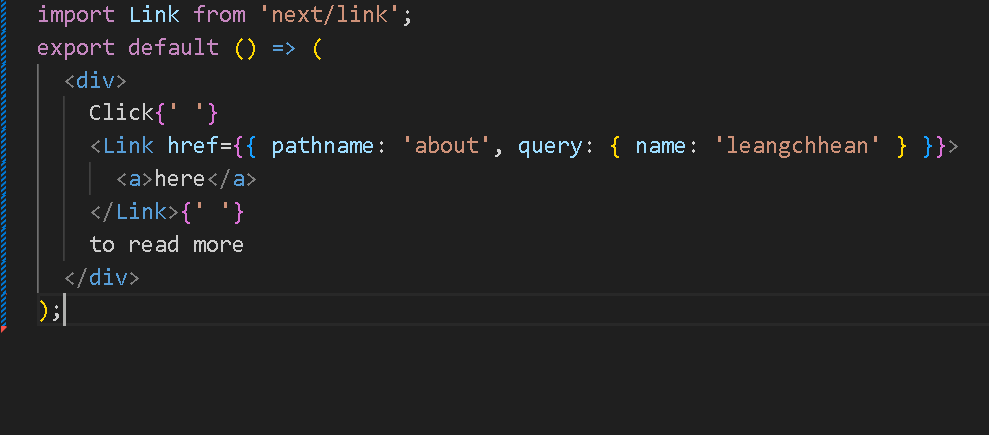 import Link from 'next/link';
export default () => (
<div>
Click{' '}
<Link href={{ pathname: 'about', query: { name: 'leangchhean' } }}>
<a>here</a>
</Link>{' '}
to read more
</div>
);